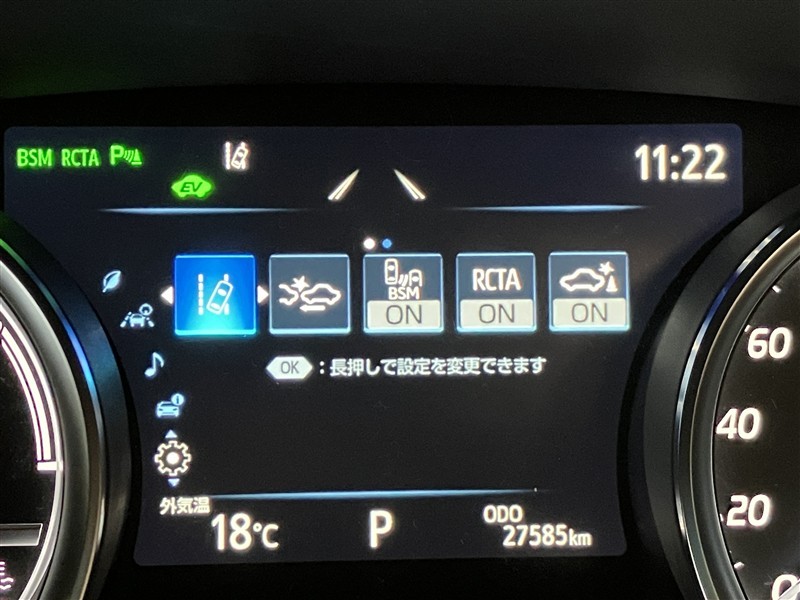 BSM RCTA P
EV
11:22
BSM
ON
RCTA
ON
ON
OK :長押しで設定を変更できます
外気温
18℃
P
ODO
27585km
60
40
20
0